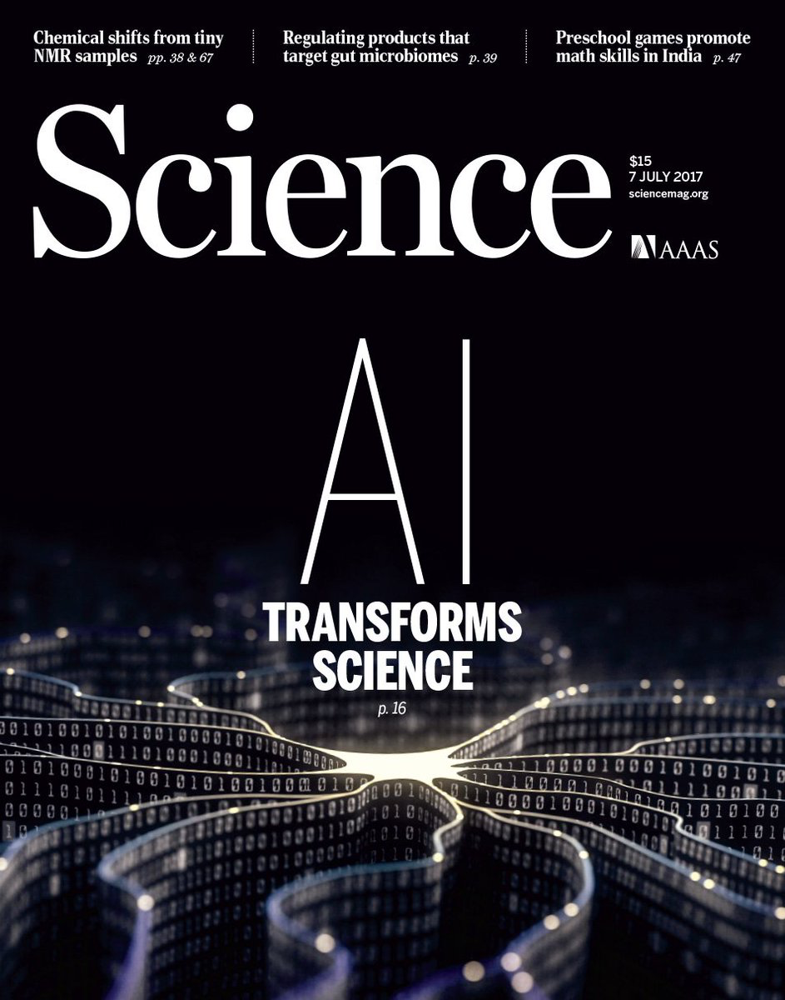 Chemical shifts from tiny
NMR samples pp. 38 & 67
Regulating products that
target gut microbiomes p. 39
Preschool games promote
math skills in India p. 47
Science
$15
7 JULY 2017
sciencemag.org
AAAS
AI
TRANSFORMS
SCIENCE
p. 16